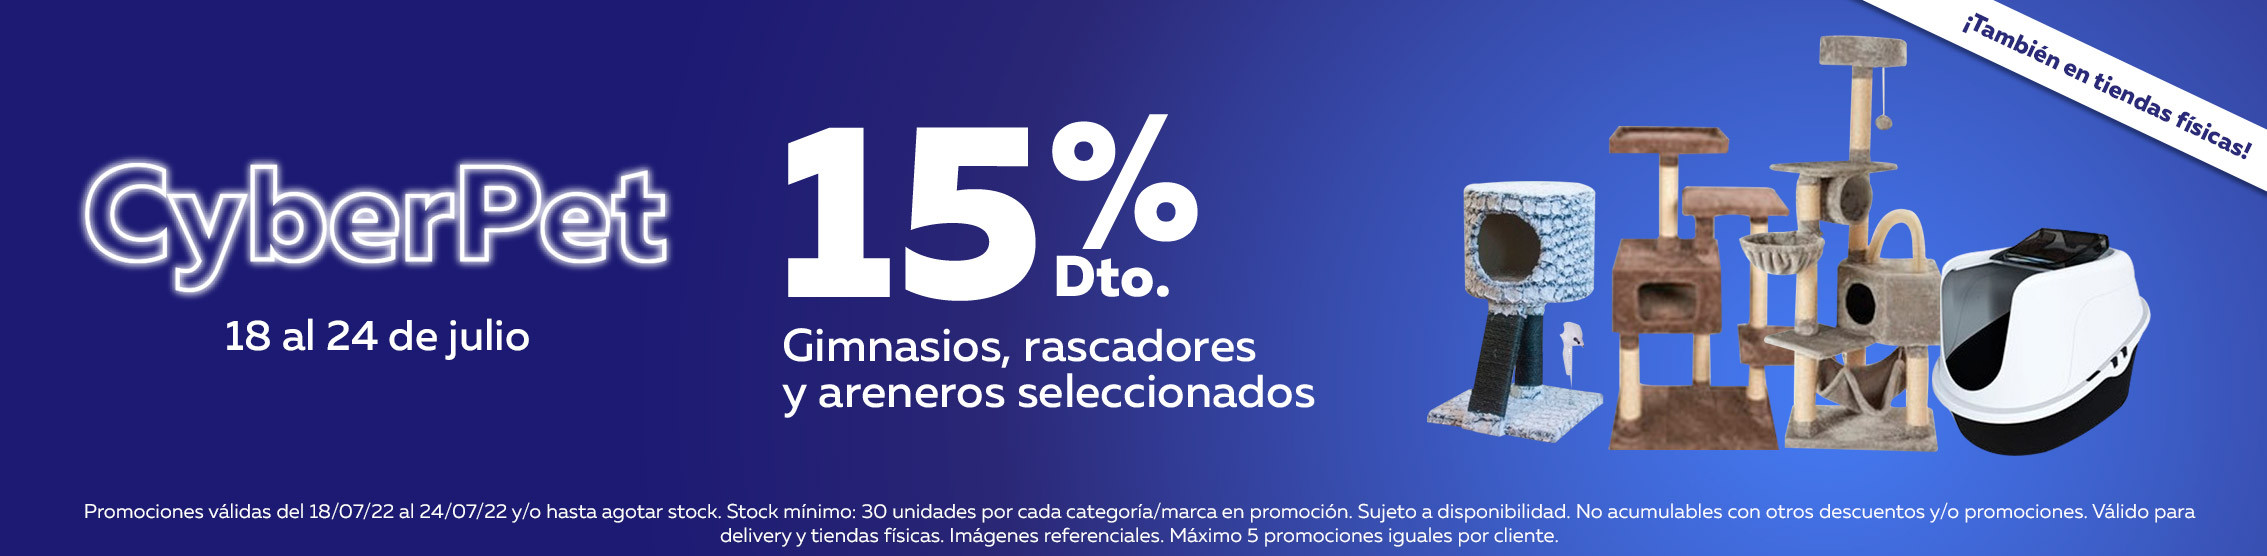 ¡También en tiendas físicas!
CyberPet
18 al 24 de julio
15%
Dto.
Gimnasios, rascadores
y areneros seleccionados
Promociones válidas del 18/07/22 al 24/07/22 y/o hasta agotar stock. Stock mínimo: 30 unidades por cada categoría/marca en promoción. Sujeto a disponibilidad. No acumulables con otros descuentos y/o promociones. Válido para
delivery y tiendas físicas. Imágenes referenciales. Máximo 5 promociones iguales por cliente.